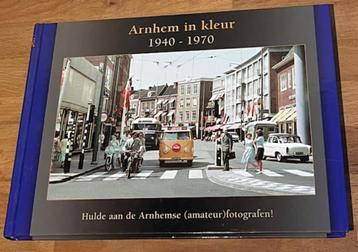 Arnhem in kleur
1940 - 1970
Hulde aan de Arnhemse (amateur)fotografen!